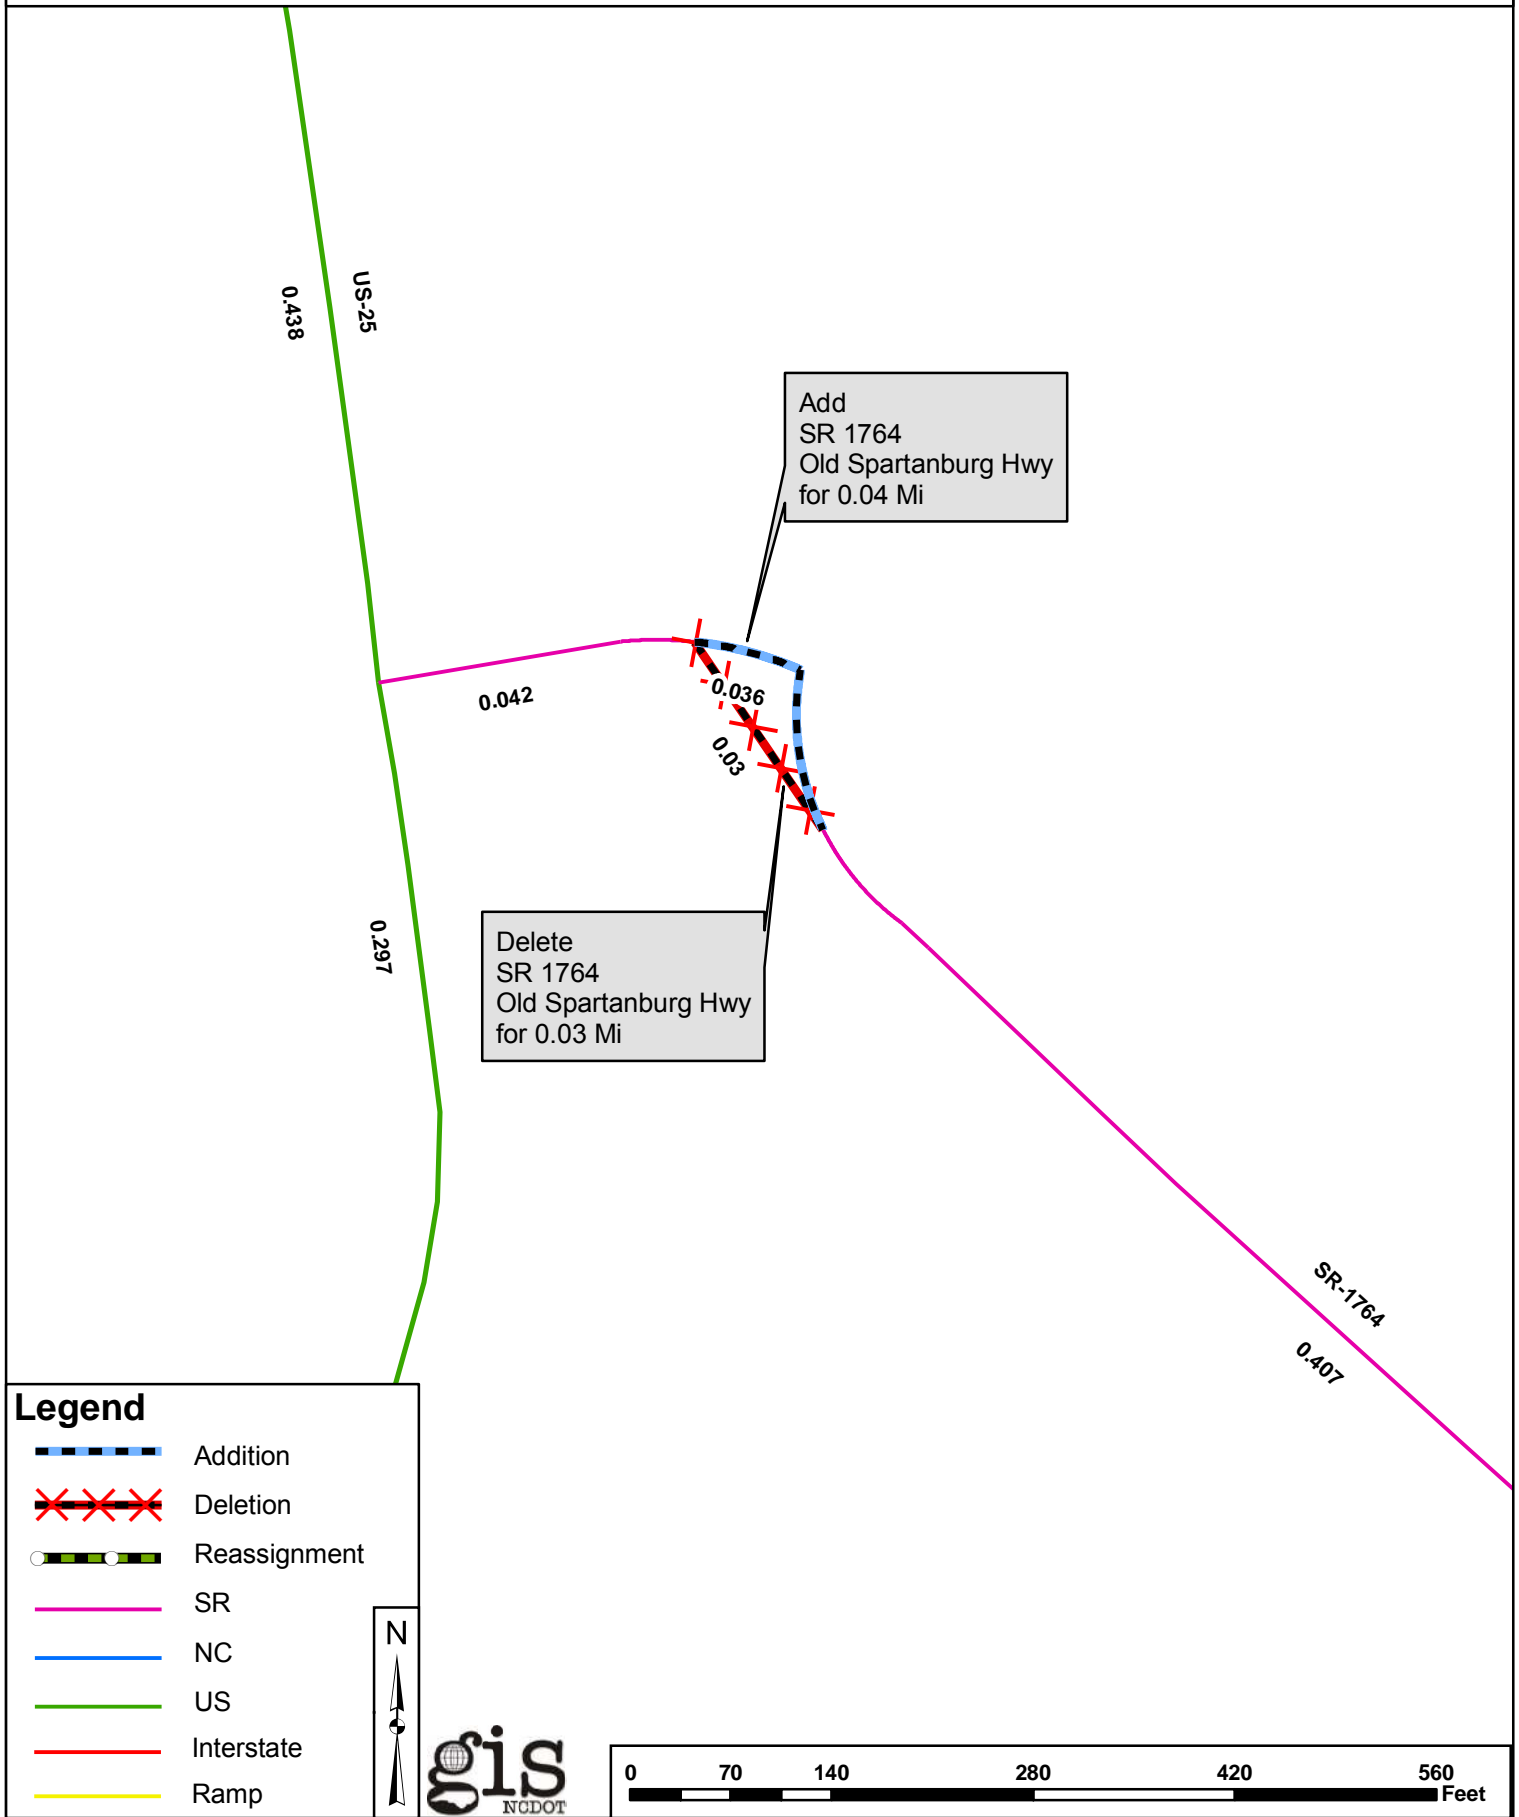 0.438
US-25
Add
SR 1764
Old Spartanburg Hwy
for 0.04 Mi
0.042
0.036
0.03
0.297
Delete
SR 1764
Old Spartanburg Hwy
for 0.03 Mi
SR-1764
0.407
Legend
Addition
Deletion
Reassignment
SR
NC
US
Interstate
Ramp
N
gis
NCDOT
0 70 140 280 420 560
Feet